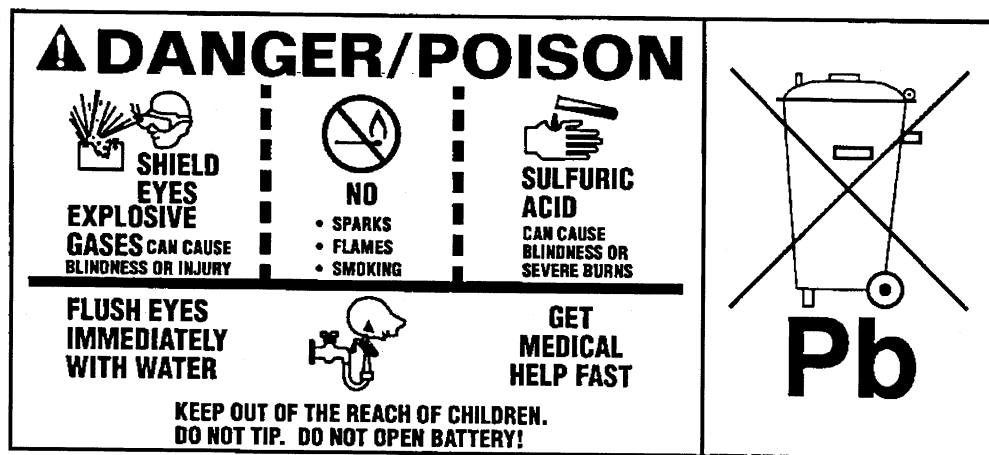 DANGER/POISON
SHIELD
EYES
EXPLOSIVE
GASES CAN CAUSE
BLINDNESS OR INJURY
NO
• SPARKS
• FLAMES
• SMOKING
SULFURIC
ACID
CAN CAUSE
BLINDNESS OR
SEVERE BURNS
FLUSH EYES
IMMEDIATELY
WITH WATER
GET
MEDICAL
HELP FAST
KEEP OUT OF THE REACH OF CHILDREN.
DO NOT TIP. DO NOT OPEN BATTERY!
Pb